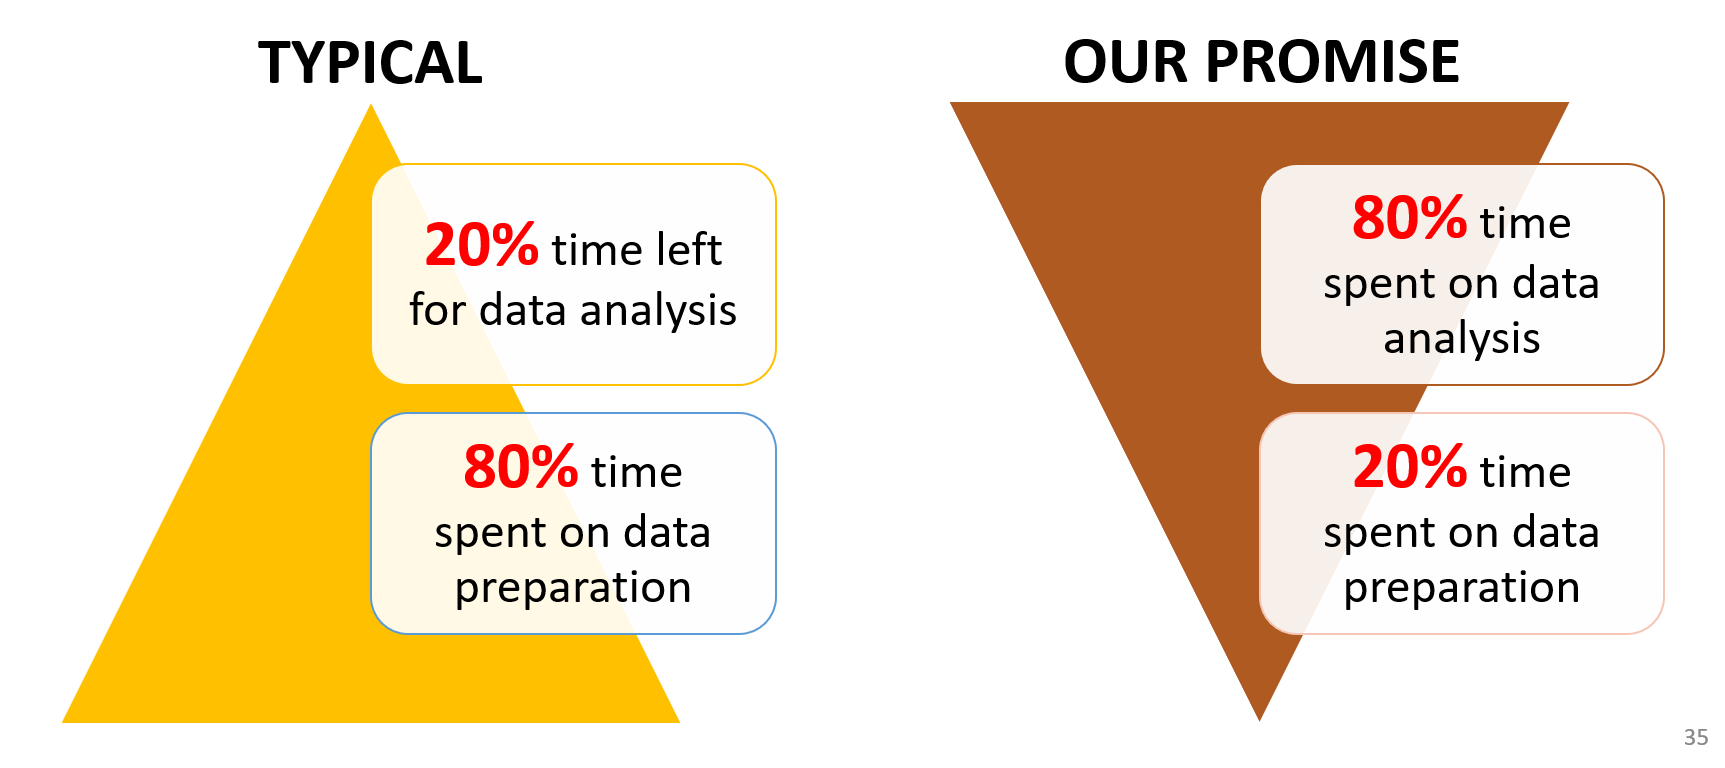 TYPICAL
20% time left
for data analysis
80% time
spent on data
preparation
OUR PROMISE
80% time
spent on data
analysis
20% time
spent on data
preparation
35